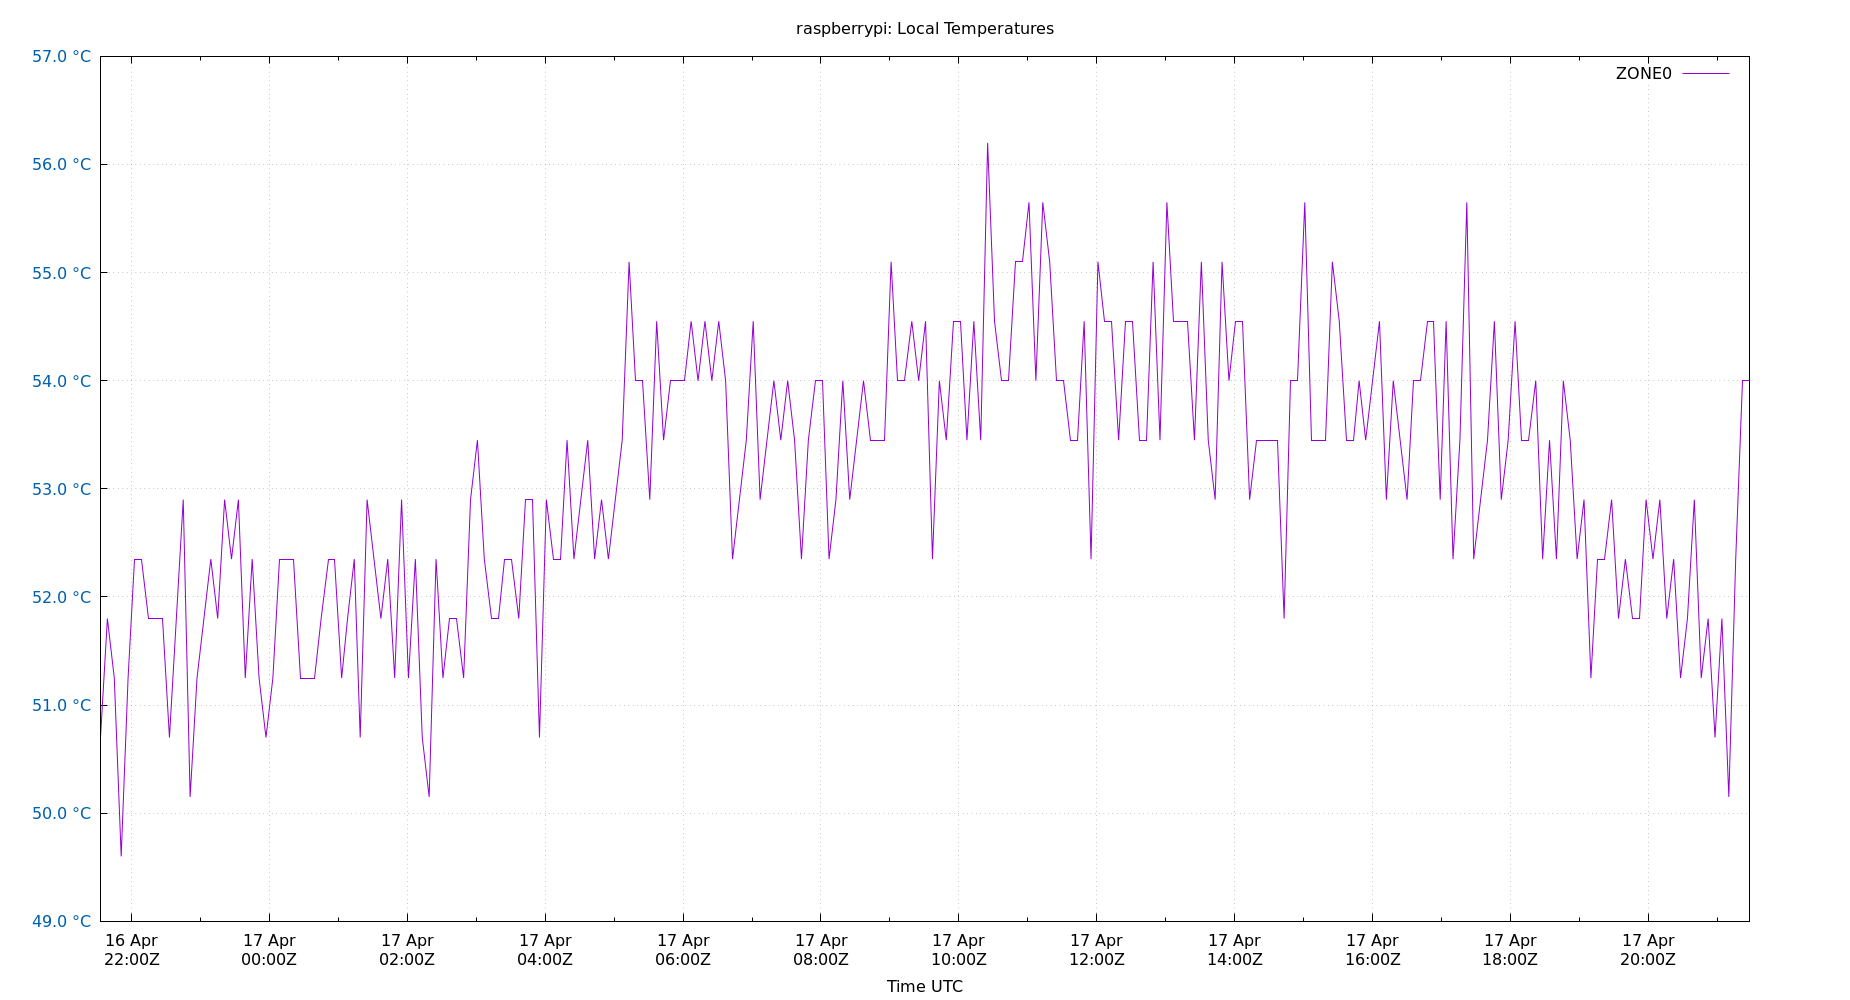 raspberrypi: Local Temperatures
57.0 °C
ZONE0
56.0 °C
55.0 °C
54.0 °C
53.0 °C
52.0 °C
51.0 °C
50.0 °C
49.0 °C
16 Apr 17 Apr 17 Apr 17 Apr 17 Apr 17 Apr 17 Apr 17 Apr 17 Apr 17 Apr 17 Apr 17 Apr
22:00Z 00:00Z 02:00Z 04:00Z 06:00Z 08:00Z 10:00Z 12:00Z 14:00Z 16:00Z 18:00Z 20:00Z
Time UTC